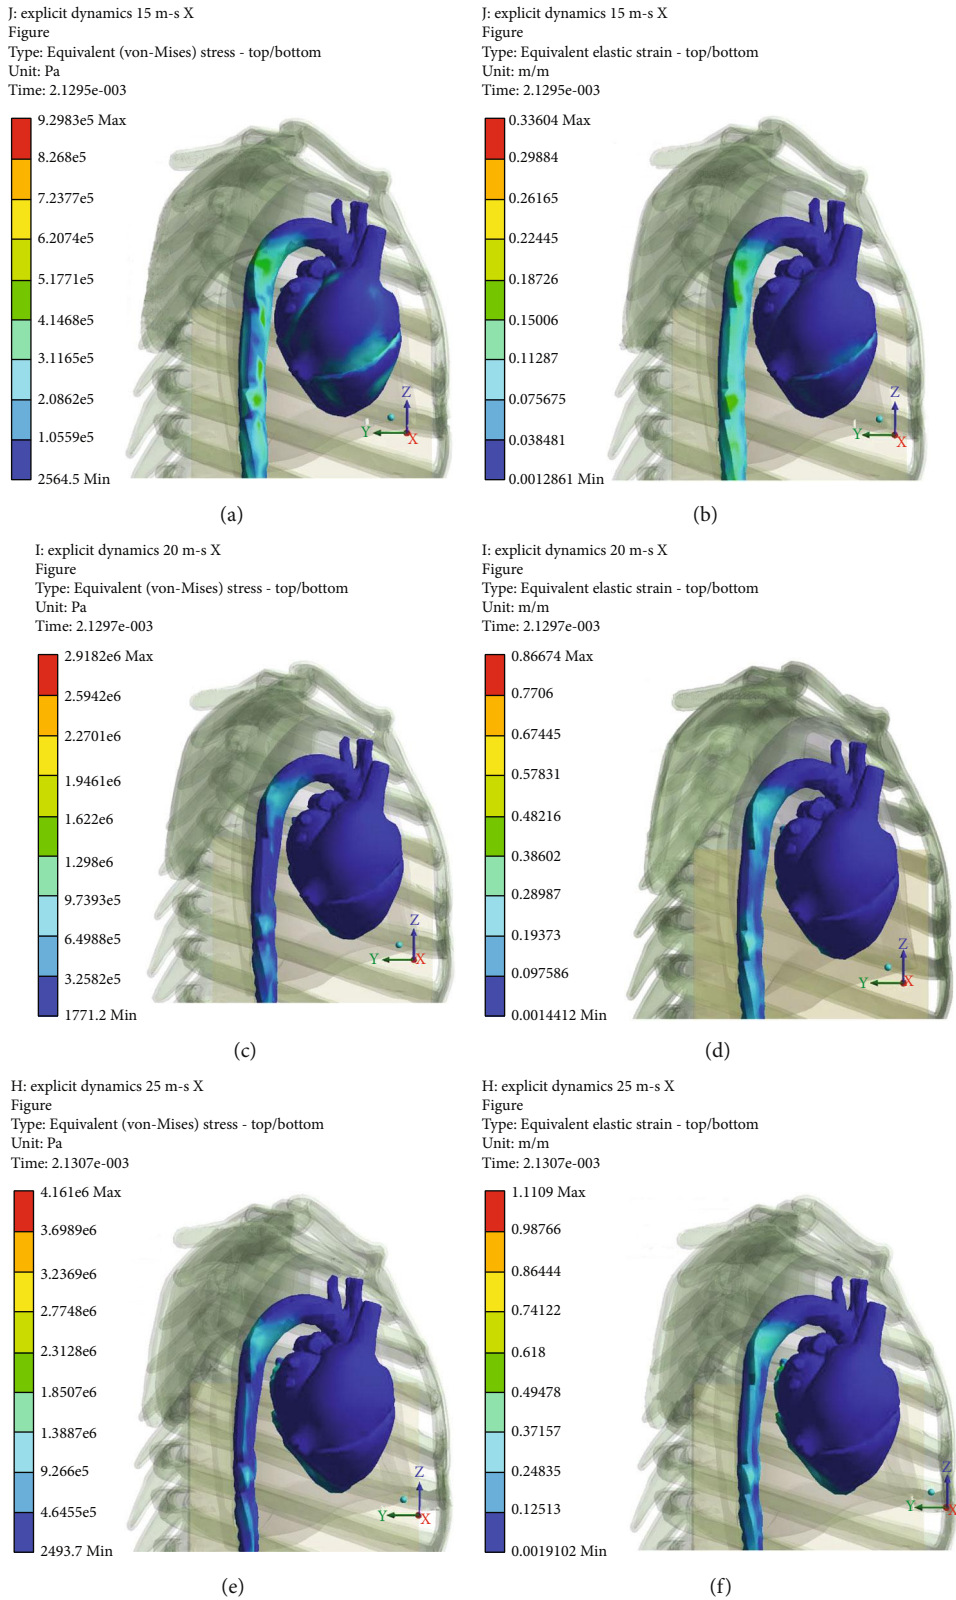 J: explicit dynamics 15 m-s X
Figure
Type: Equivalent (von-Mises) stress - top/bottom
Unit: Pa
Time: 2.1295e-003
9.2983e5 Max
8.268e5
7.2377e5
6.2074e5
5.1771e5
4.1468e5
3.1165e5
2.0862e5
1.0559e5
2564.5 Min
Z
Y
X
(a)
J: explicit dynamics 15 m-s X
Figure
Type: Equivalent elastic strain - top/bottom
Unit: m/m
Time: 2.1295e-003
0.33604 Max
0.29884
0.26165
0.22445
0.18726
0.15006
0.11287
0.075675
0.038481
0.0012861 Min
Z
Y
X
(b)
I: explicit dynamics 20 m-s X
Figure
Type: Equivalent (von-Mises) stress - top/bottom
Unit: Pa
Time: 2.1297e-003
2.9182e6 Max
2.5942e6
2.2701e6
1.9461e6
1.622e6
1.298e6
9.7393e5
6.4988e5
3.2582e5
1771.2 Min
Z
Y
X
(c)
I: explicit dynamics 20 m-s X
Figure
Type: Equivalent elastic strain - top/bottom
Unit: m/m
Time: 2.1297e-003
0.86674 Max
0.7706
0.67445
0.57831
0.48216
0.38602
0.28987
0.19373
0.097586
0.0014412 Min
Z
Y
X
(d)
H: explicit dynamics 25 m-s X
Figure
Type: Equivalent (von-Mises) stress - top/bottom
Unit: Pa
Time: 2.1307e-003
4.161e6 Max
3.6989e6
3.2369e6
2.7748e6
2.3128e6
1.8507e6
1.3887e6
9.266e5
4.6455e5
2493.7 Min
Z
Y
X
(e)
H: explicit dynamics 25 m-s X
Figure
Type: Equivalent elastic strain - top/bottom
Unit: m/m
Time: 2.1307e-003
1.1109 Max
0.98766
0.86444
0.74122
0.618
0.49478
0.37157
0.24835
0.12513
0.0019102 Min
Z
Y
X
(f)